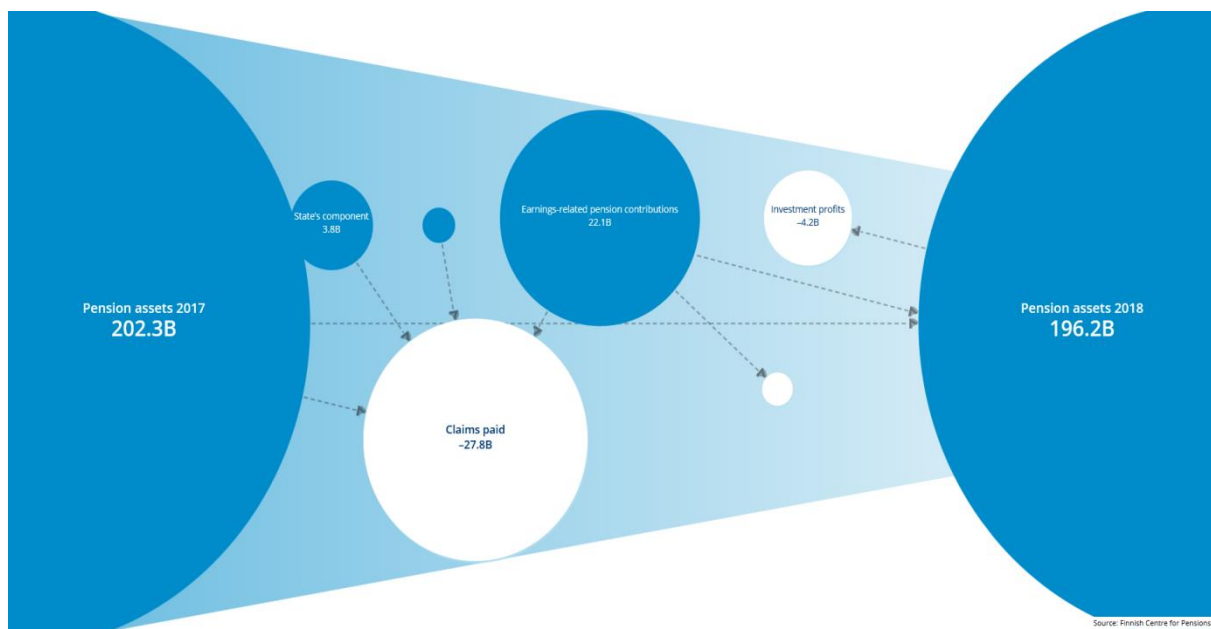 State's component
3.8B
Earnings-related pension contributions
22.1B
Investment profits
–4.2B
Pension assets 2017
202.3B
Pension assets 2018
196.2B
Claims paid
–27.8B
Source: Finnish Centre for Pensions